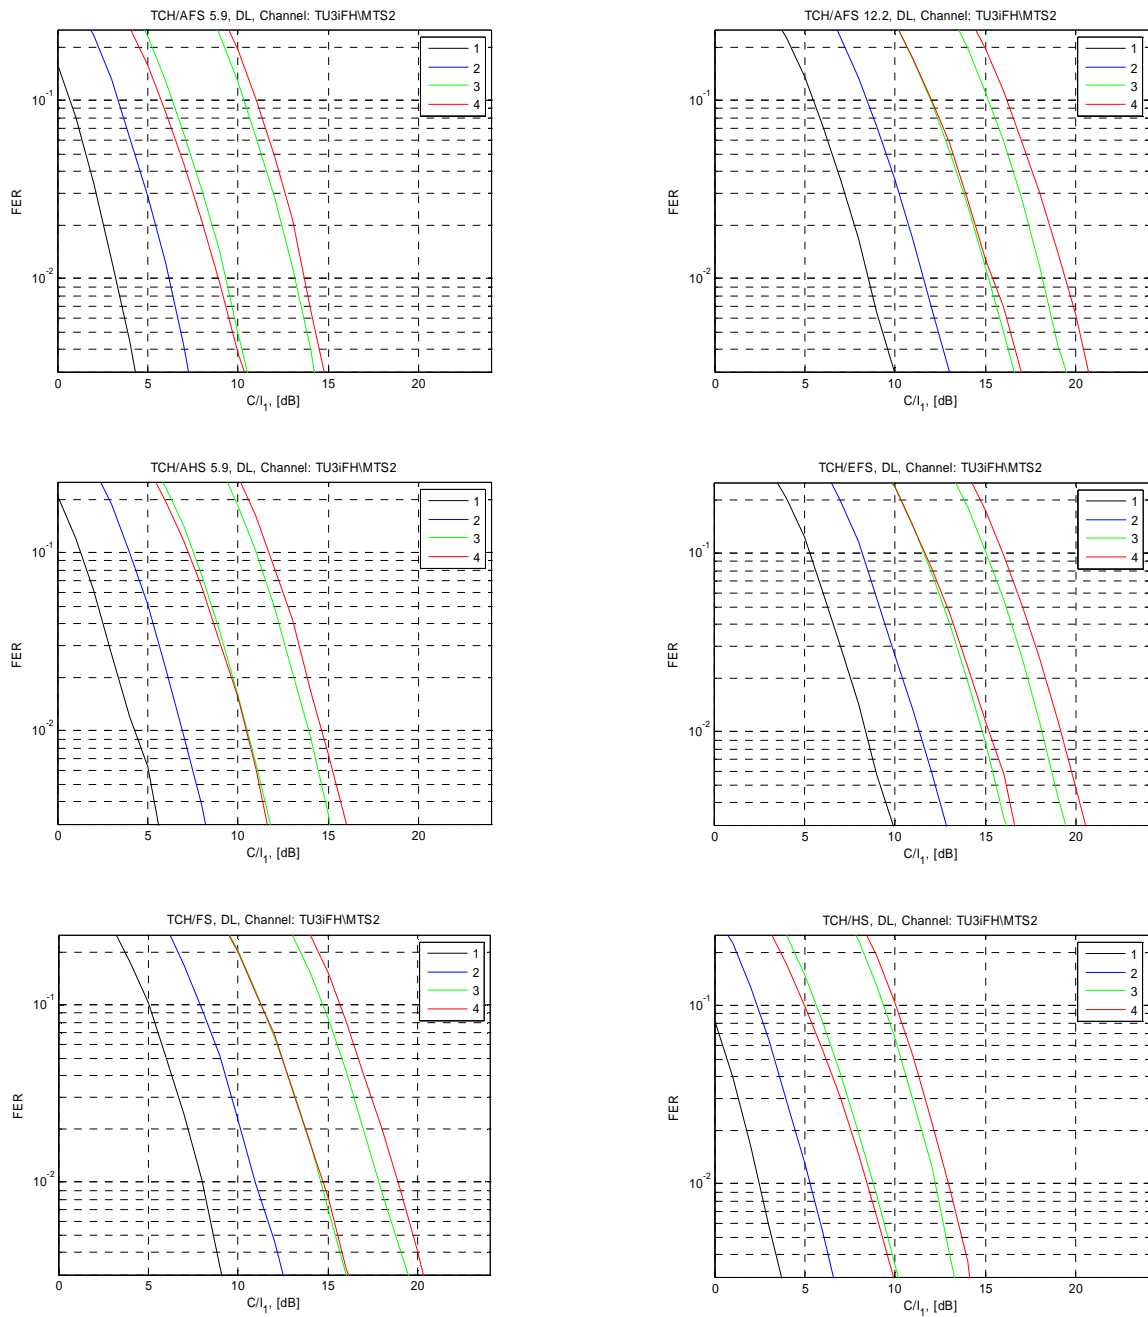 TCH/AFS 5.9, DL, Channel: TU3iFH\MTS2
1
2
3
4
10^-1
10^-2
FER
0 5 10 15 20
C/I_1, [dB]
TCH/AFS 12.2, DL, Channel: TU3iFH\MTS2
1
2
3
4
10^-1
10^-2
FER
0 5 10 15 20
C/I_1, [dB]
TCH/AHS 5.9, DL, Channel: TU3iFH\MTS2
1
2
3
4
10^-1
10^-2
FER
0 5 10 15 20
C/I_1, [dB]
TCH/EFS, DL, Channel: TU3iFH\MTS2
1
2
3
4
10^-1
10^-2
FER
0 5 10 15 20
C/I_1, [dB]
TCH/FS, DL, Channel: TU3iFH\MTS2
1
2
3
4
10^-1
10^-2
FER
0 5 10 15 20
C/I_1, [dB]
TCH/HS, DL, Channel: TU3iFH\MTS2
1
2
3
4
10^-1
10^-2
FER
0 5 10 15 20
C/I_1, [dB]